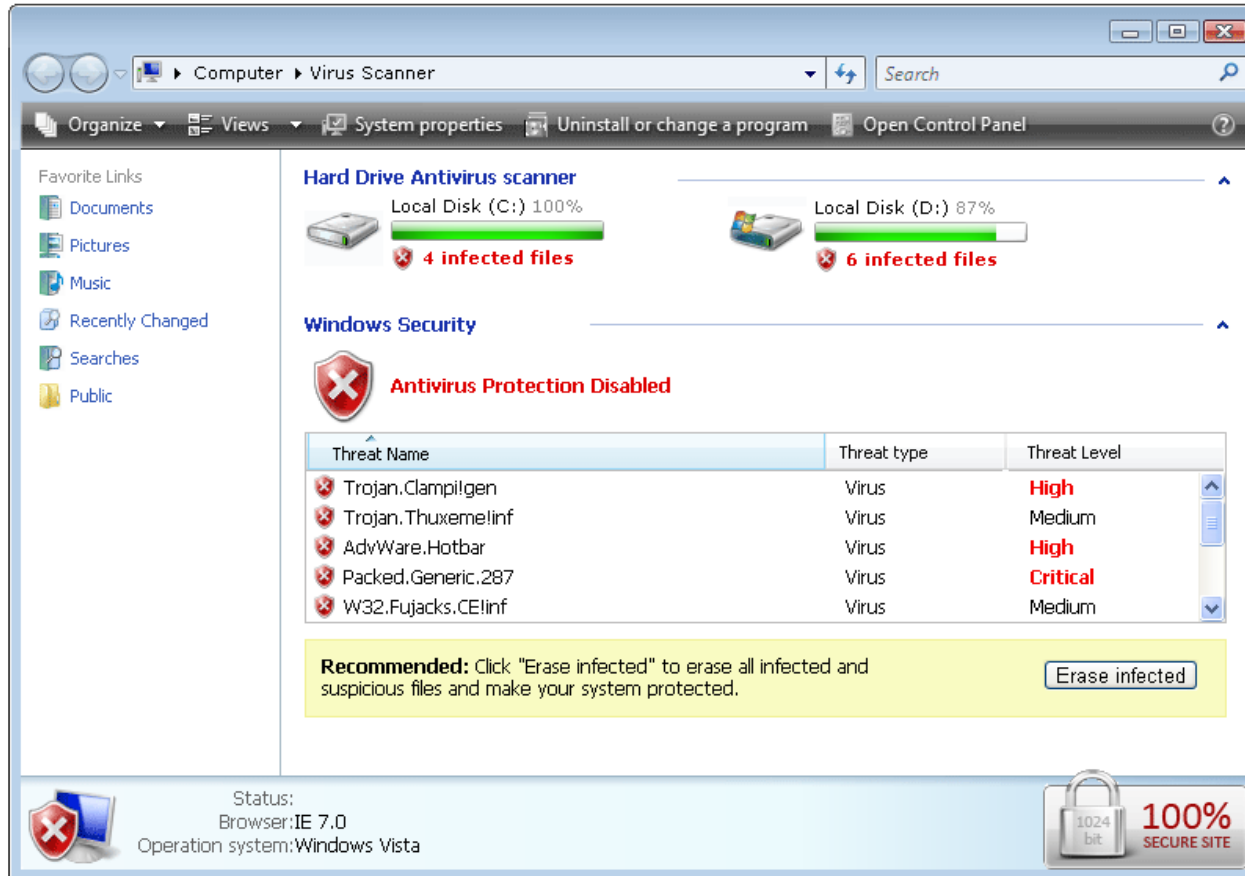 Computer Virus Scanner
Search
Organize Views System properties Uninstall or change a program Open Control Panel
Favorite Links
Documents
Pictures
Music
Recently Changed
Searches
Public
Hard Drive Antivirus scanner
Local Disk (C:) 100%
4 infected files
Local Disk (D:) 87%
6 infected files
Windows Security
Antivirus Protection Disabled
Threat Name Threat type Threat Level
Trojan.Clampi!gen Virus High
Trojan.Thuxeme!inf Virus Medium
AdvWare.Hotbar Virus High
Packed.Generic.287 Virus Critical
W32.Fujacks.CE!inf Virus Medium
Recommended: Click "Erase infected" to erase all infected and
suspicious files and make your system protected.
Erase infected
Status:
Browser:IE 7.0
Operation system:Windows Vista
1024
bit
100%
SECURE SITE